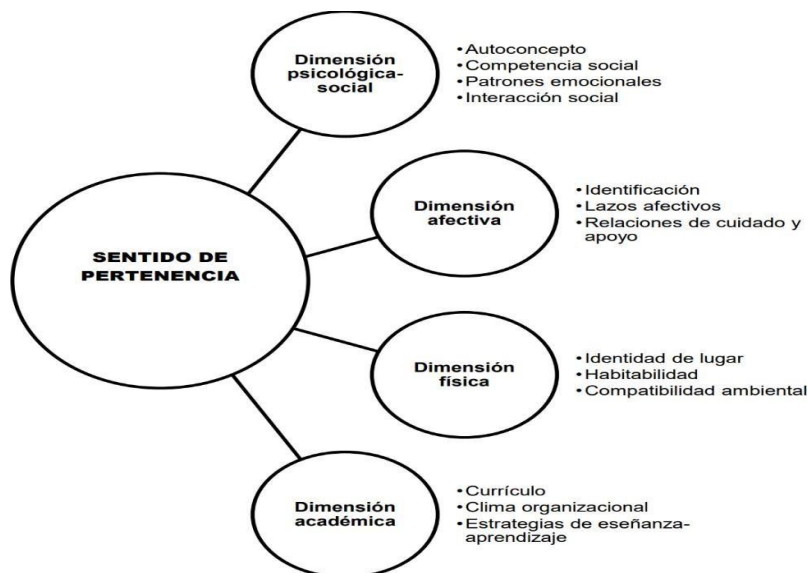 Dimensión
psicológica-
social
• Autoconcepto
• Competencia social
• Patrones emocionales
• Interacción social
SENTIDO DE
PERTENENCIA
Dimensión
afectiva
• Identificación
• Lazos afectivos
• Relaciones de cuidado y
apoyo
Dimensión
física
• Identidad de lugar
• Habitabilidad
• Compatibilidad ambiental
Dimensión
académica
• Currículo
• Clima organizacional
• Estrategias de eseñanza-
aprendizaje